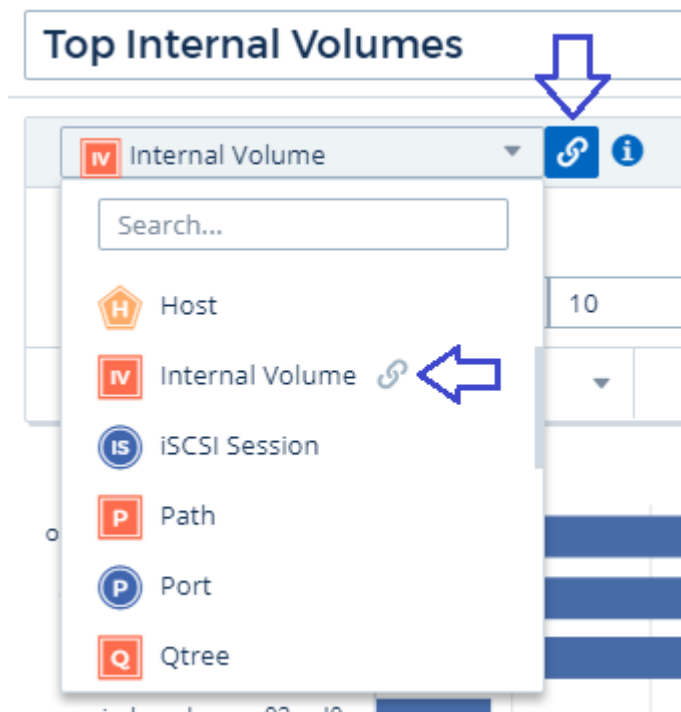 Top Internal Volumes
IV Internal Volume i
Search...
H Host
10
IV Internal Volume
IS iSCSI Session
P Path
P Port
Q Qtree